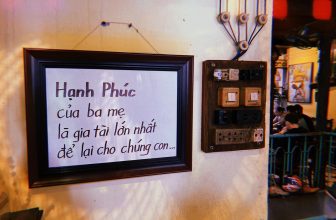 Hạnh Phúc
của ba mẹ
là gia tài lớn nhất
để lại cho chúng con...